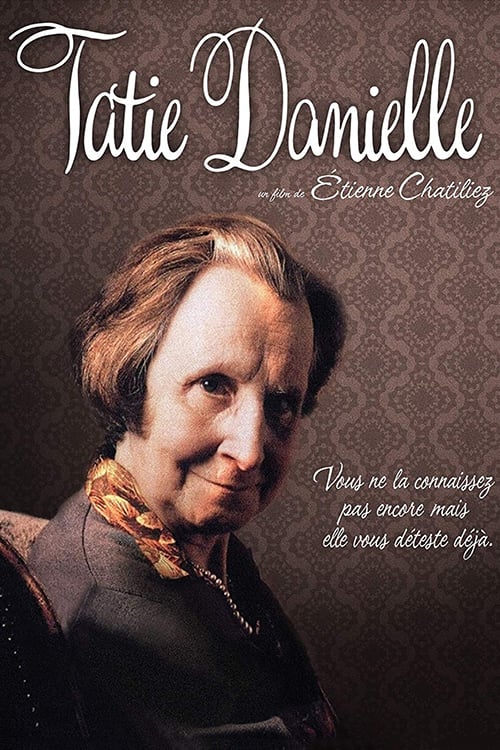 Tatie Danielle
un film de Étienne Chatiliez
Vous ne la connaissez
pas encore mais
elle vous déteste déjà.